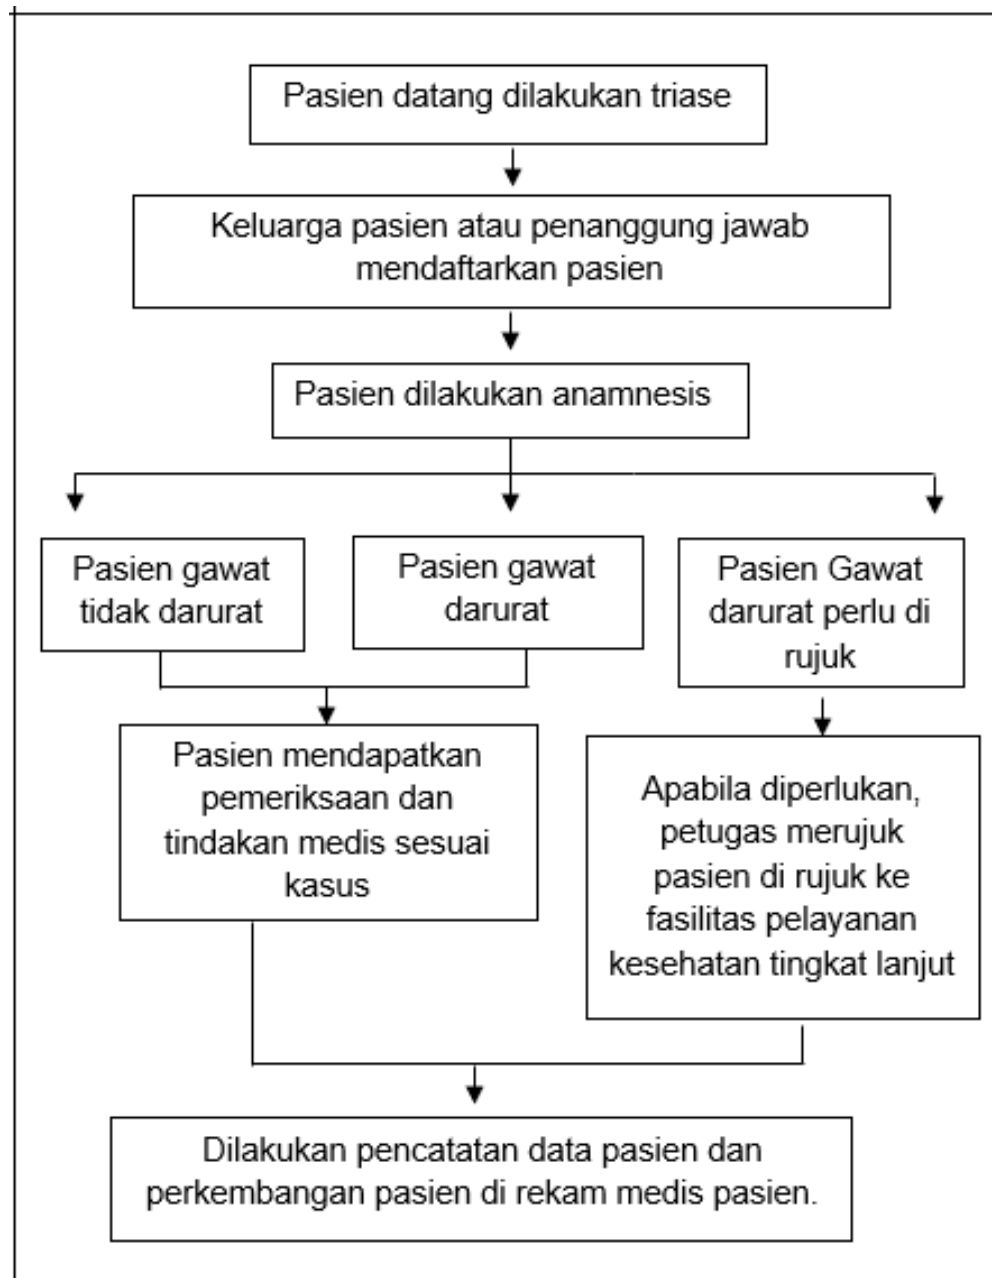 Pasien datang dilakukan triase
Keluarga pasien atau penanggung jawab
mendaftarkan pasien
Pasien dilakukan anamnesis
Pasien gawat
tidak darurat
Pasien gawat
darurat
Pasien Gawat
darurat perlu di
rujuk
Pasien mendapatkan
pemeriksaan dan
tindakan medis sesuai
kasus
Apabila diperlukan,
petugas merujuk
pasien di rujuk ke
fasilitas pelayanan
kesehatan tingkat lanjut
Dilakukan pencatatan data pasien dan
perkembangan pasien di rekam medis pasien.